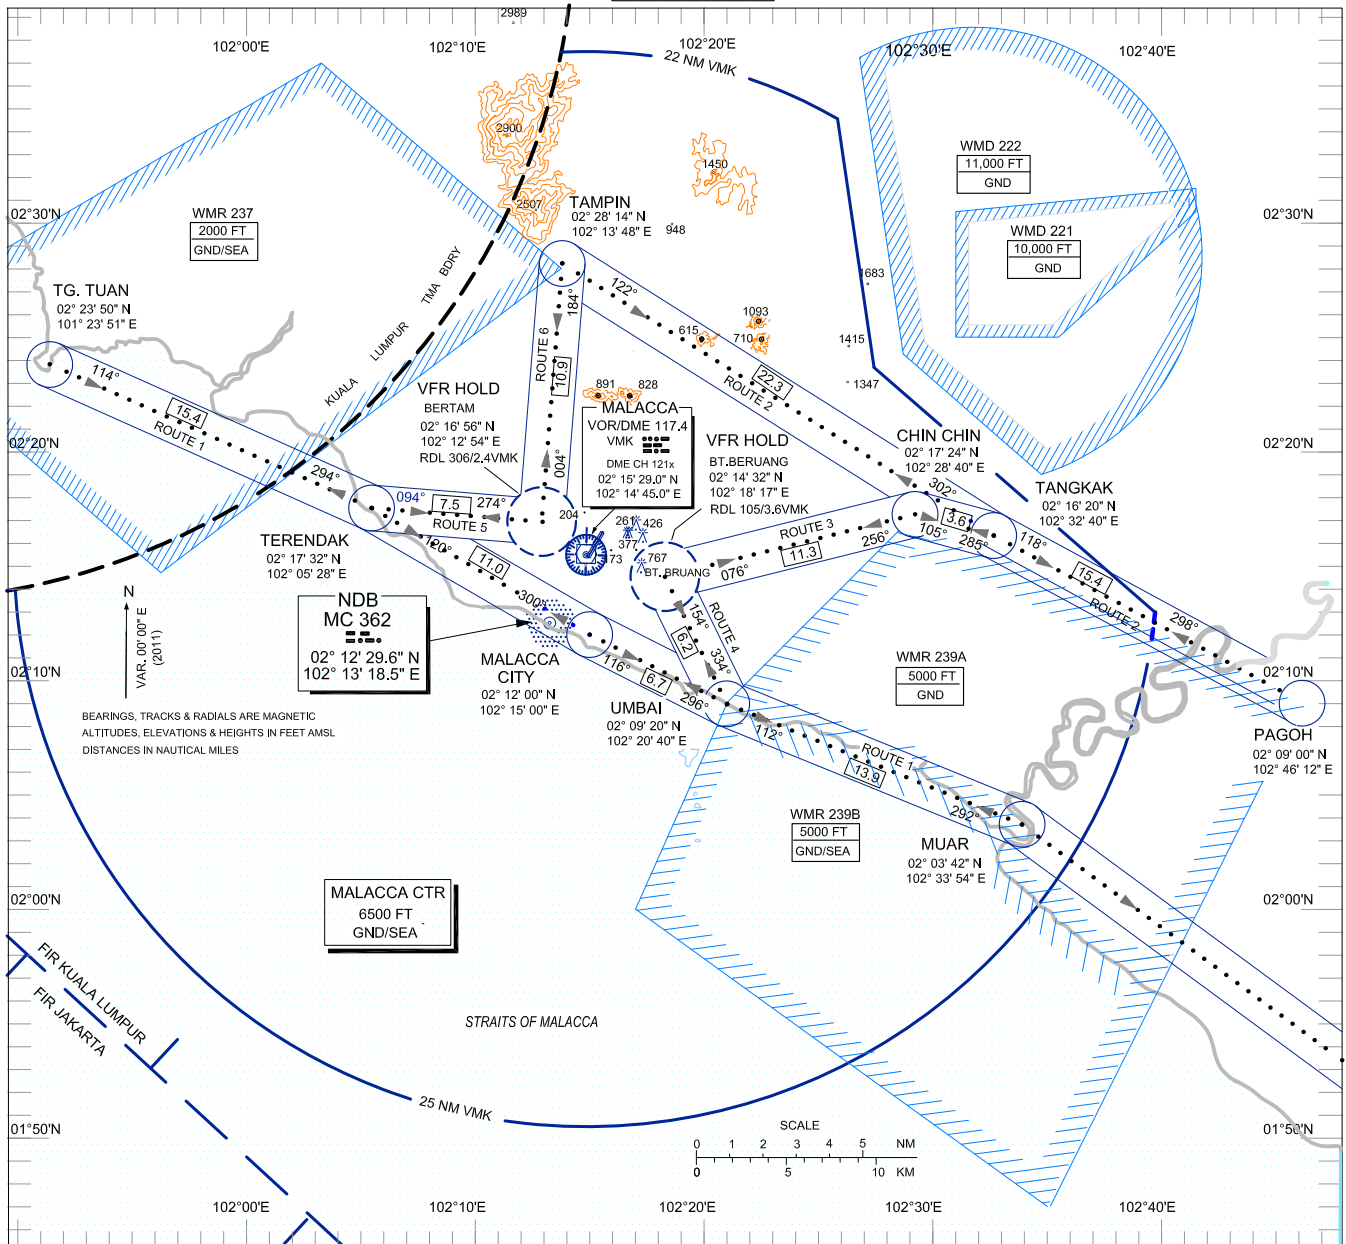 2989
102°00'E
102°10'E
102°20'E
102°30'E
102°40'E
22 NM VMK
2900
1450
WMD 222
11,000 FT
GND
2507
TAMPIN
02° 28' 14" N
102° 13' 48" E
948
02°30'N
02°30'N
WMR 237
2000 FT
GND/SEA
WMD 221
10,000 FT
GND
TMA BDRY
LUMPUR
KUALA
1683
TG. TUAN
02° 23' 50" N
101° 23' 51" E
122°
184°
1093
615
710
1415
1347
ROUTE 6
10.9
22.3
ROUTE 2
114°
15.4
ROUTE 1
VFR HOLD
BERTAM
02° 16' 56" N
102° 12' 54" E
RDL 306/2.4VMK
891
828
MALACCA
VOR/DME 117.4
VMK
DME CH 121x
02° 15' 29.0" N
102° 14' 45.0" E
VFR HOLD
BT.BERUANG
02° 14' 32" N
102° 18' 17" E
RDL 105/3.6VMK
CHIN CHIN
02° 17' 24" N
102° 28' 40" E
02°20'N
02°20'N
004°
294°
094°
7.5
274°
ROUTE 5
302°
TANGKAK
02° 16' 20" N
102° 32' 40" E
204
261
426
377
173
767
BT. BRUANG
ROUTE 3
11.3
256°
076°
3.6
105°
285°
118°
15.4
ROUTE 2
298°
TERENDAK
02° 17' 32" N
102° 05' 28" E
120°
11.0
300°
N
VAR. 00°00" E
(2011)
NDB
MC 362
02° 12' 29.6" N
102° 13' 18.5" E
154°
6.2
334°
ROUTE 4
MALACCA
CITY
02° 12' 00" N
102° 15' 00" E
116°
6.7
296°
WMR 239A
5000 FT
GND
02°10'N
02°10'N
UMBAI
02° 09' 20" N
102° 20' 40" E
BEARINGS, TRACKS & RADIALS ARE MAGNETIC
ALTITUDES, ELEVATIONS & HEIGHTS IN FEET AMSL
DISTANCES IN NAUTICAL MILES
112°
ROUTE 1
13.9
292°
PAGOH
02° 09' 00" N
102° 46' 12" E
WMR 239B
5000 FT
GND/SEA
MUAR
02° 03' 42" N
102° 33' 54" E
MALACCA CTR
6500 FT
GND/SEA
02°00'N
02°00'N
FIR KUALA LUMPUR
FIR JAKARTA
STRAITS OF MALACCA
25 NM VMK
SCALE
0 1 2 3 4 5 NM
0 5 10 KM
01°50'N
01°50'N
102°00'E
102°10'E
102°20'E
102°30'E
102°40'E